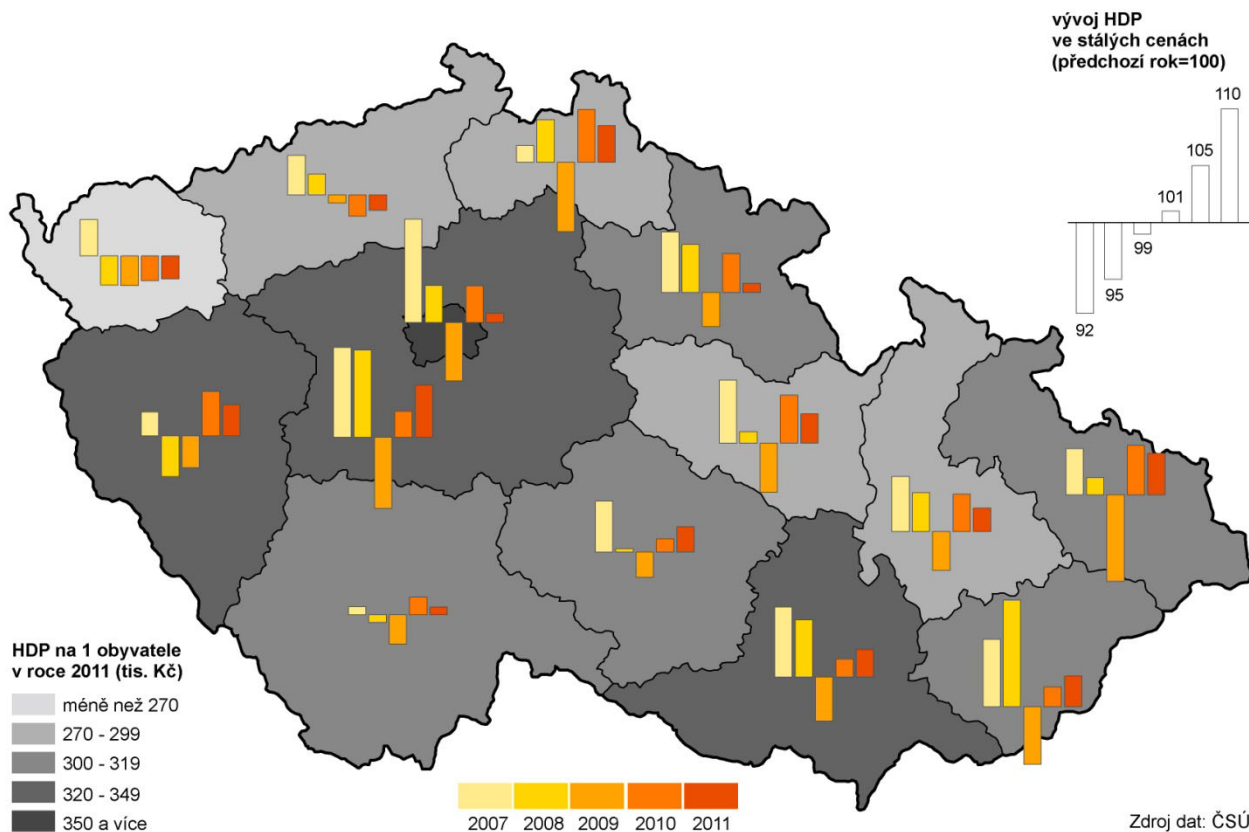 vývoj HDP
ve stálých cenách
(předchozí rok=100)
110
105
101
99
95
92
HDP na 1 obyvatele
v roce 2011 (tis. Kč)
méně než 270
270 - 299
300 - 319
320 - 349
350 a více
2007 2008 2009 2010 2011
Zdroj dat: ČSÚ